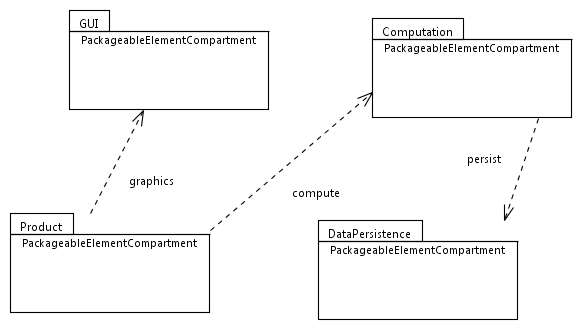 GUI
PackageableElementCompartment
Computation
PackageableElementCompartment
persist
graphics
compute
Product
PackageableElementCompartment
DataPersistence
PackageableElementCompartment